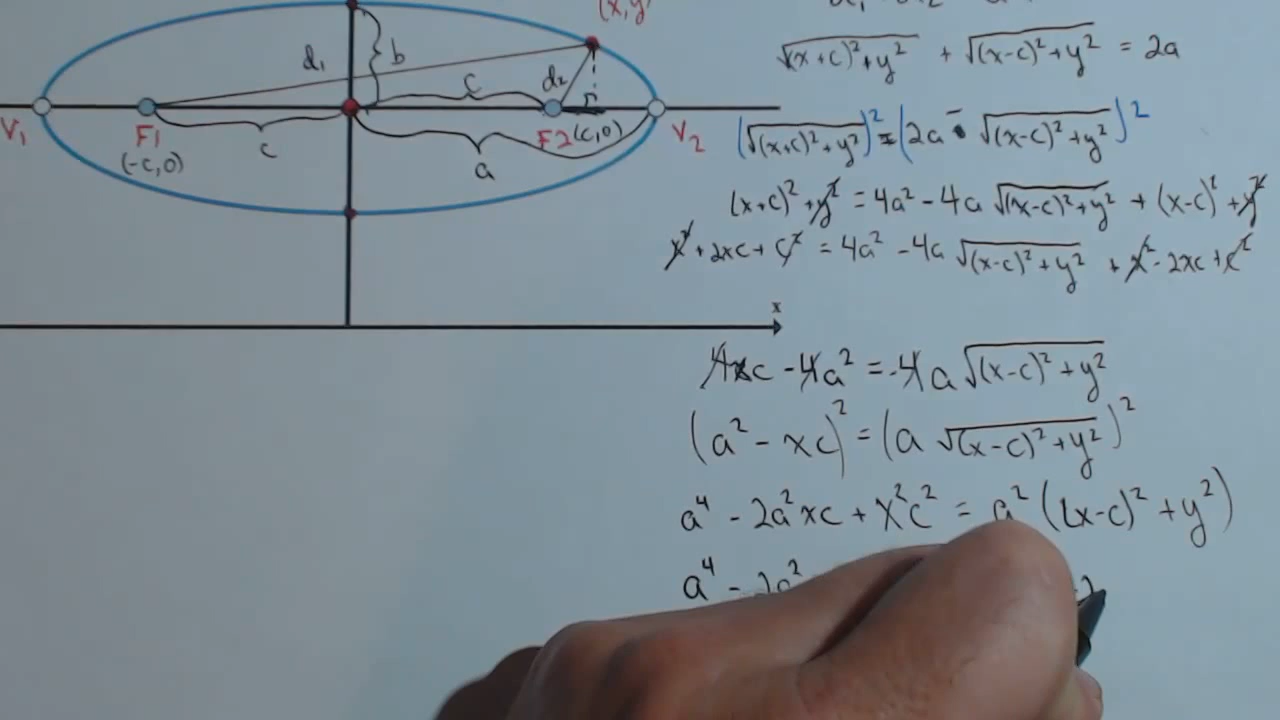 (x,y
d₁ b
c d₂
V₁ F1 F2 (c,0) V₂
(-c,0) c a
x
√((x+c)²+y²) + √((x-c)²+y²) = 2a
(√((x+c)²+y²))² = (2a - √((x-c)²+y²))²
(x+c)² + y² = 4a² - 4a √((x-c)²+y²) + (x-c)² + y²
x² + 2xc + c² = 4a² - 4a √((x-c)²+y²) + x² - 2xc + c²
4xc - 4a² = -4a √((x-c)²+y²)
(a² - xc)² = (a √((x-c)²+y²))²
a⁴ - 2a²xc + x²c² = a² ((x-c)² + y²)
a⁴ - 2a²